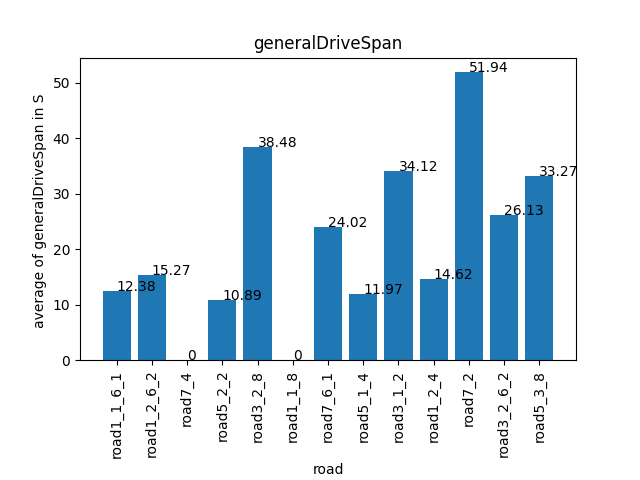 generalDriveSpan
average of generalDriveSpan in S
50
40
30
20
10
0
12.38
15.27
0
10.89
38.48
0
24.02
11.97
34.12
14.62
51.94
26.13
33.27
road1_1_6_1
road1_2_6_2
road7_4
road5_2_2
road3_2_8
road1_1_8
road7_6_1
road5_1_4
road3_1_2
road1_2_4
road7_2
road3_2_6_2
road5_3_8
road